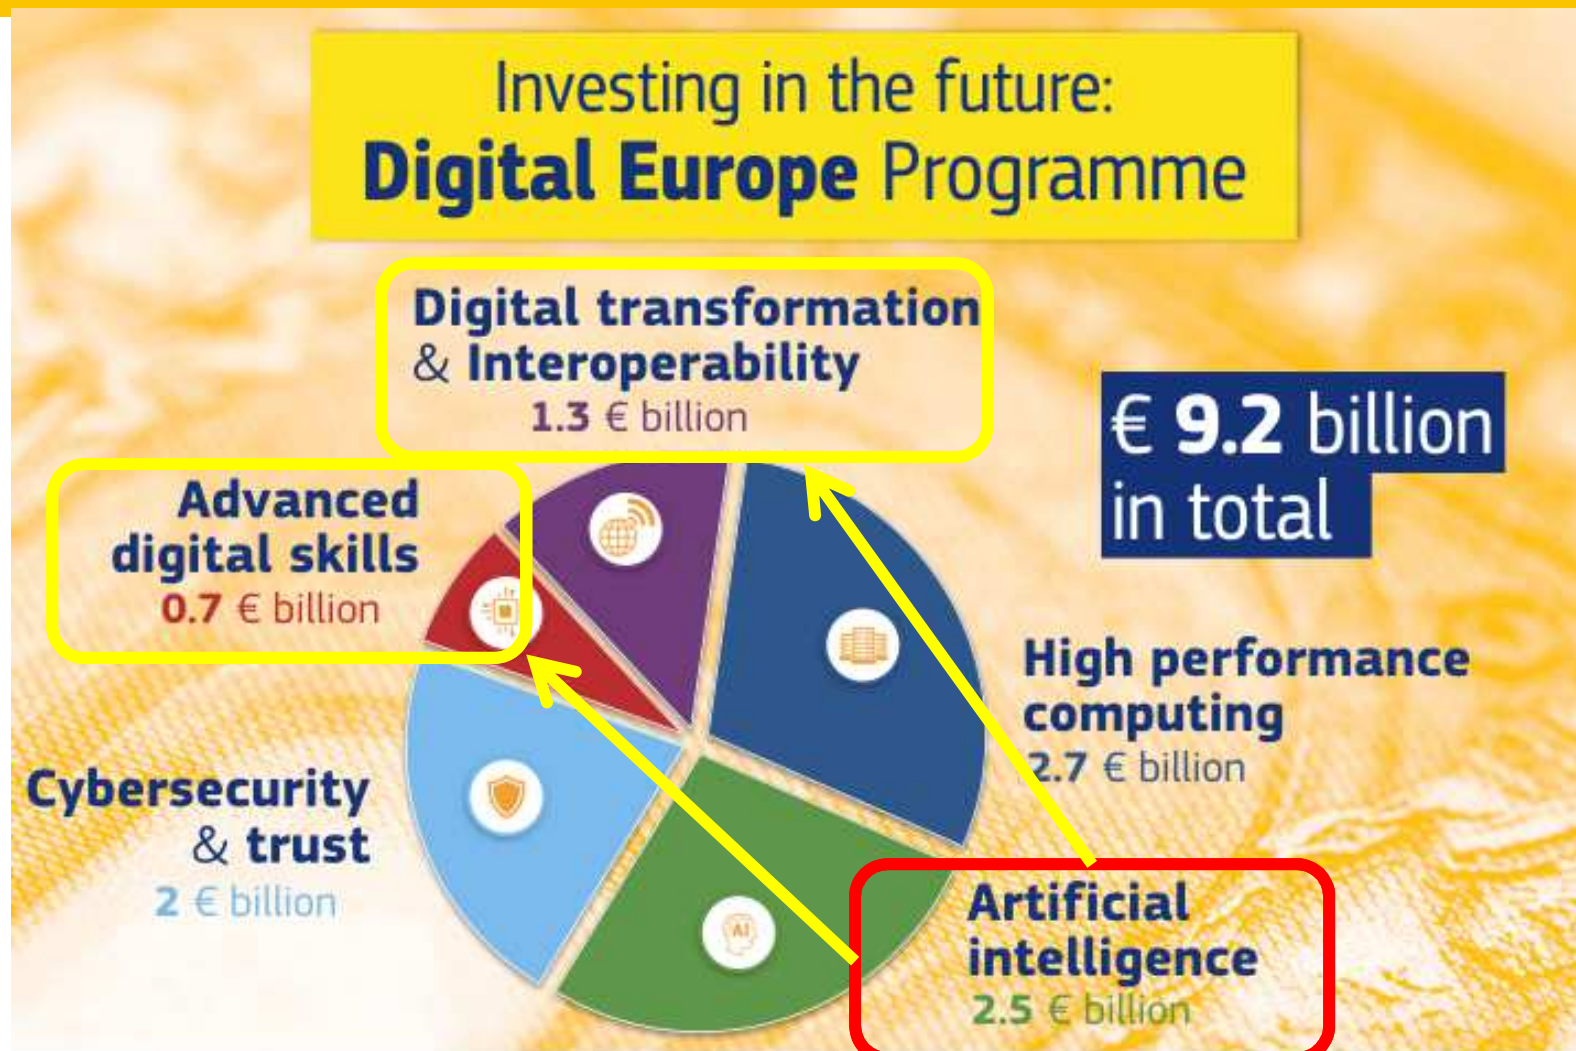 Investing in the future:
Digital Europe Programme
Digital transformation
& Interoperability
1.3 € billion
€ 9.2 billion
in total
Advanced
digital skills
0.7 € billion
High performance
computing
2.7 € billion
Cybersecurity
& trust
2 € billion
AI
Artificial
intelligence
2.5 € billion